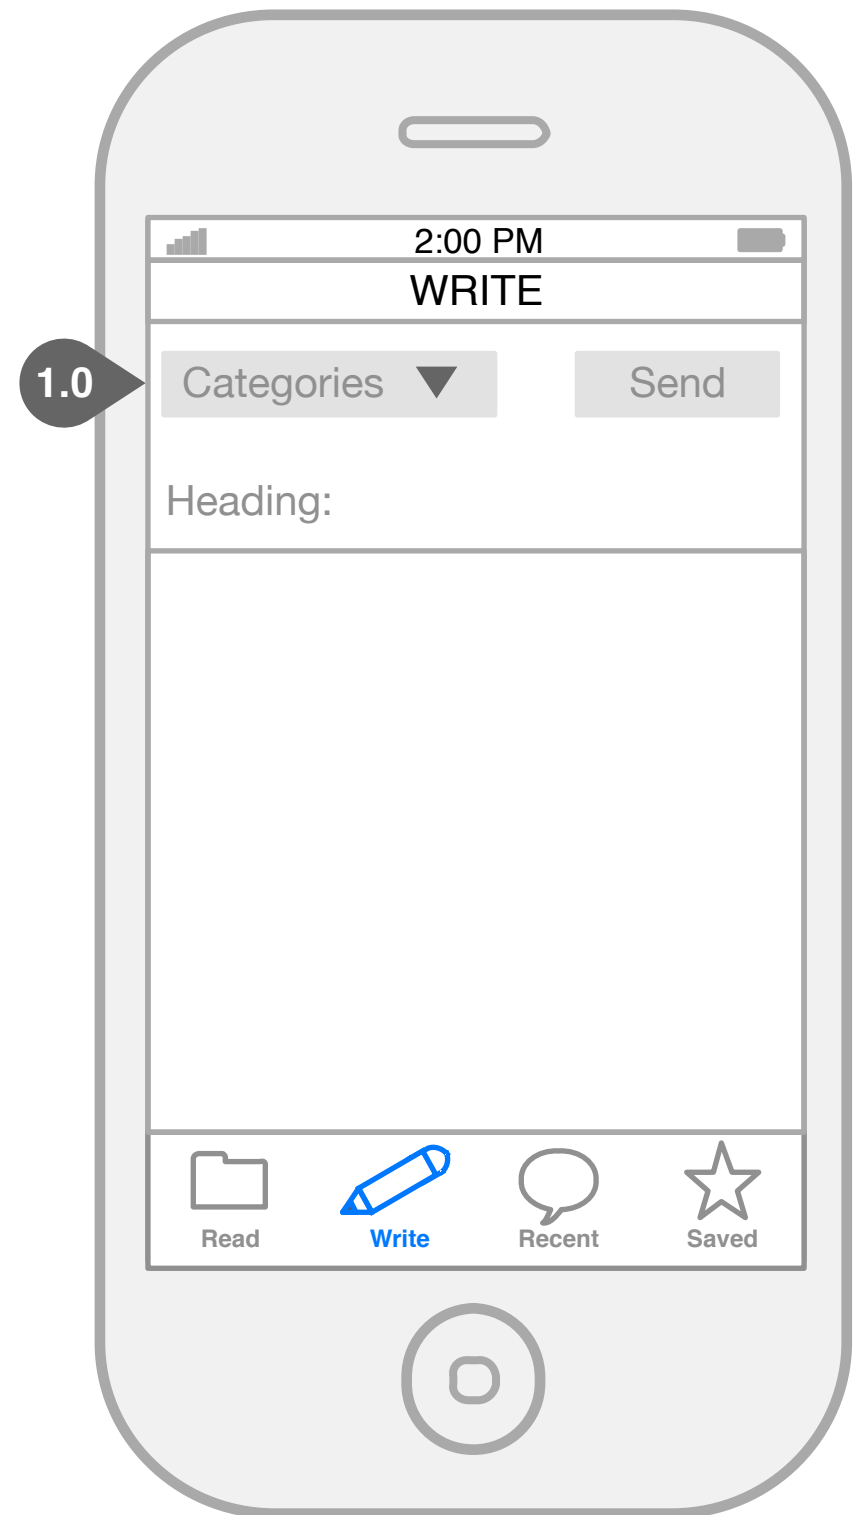 2:00 PM
WRITE
1.0
Categories Send
Heading:
Read Write Recent Saved